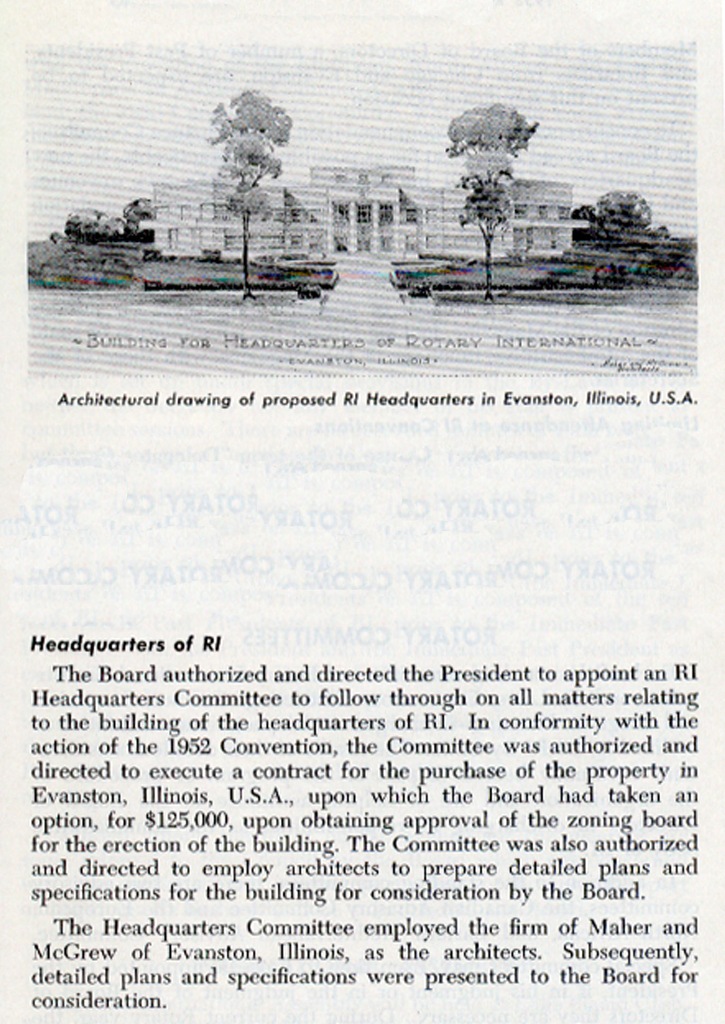 ~ BUILDING FOR HEADQUARTERS OF ROTARY INTERNATIONAL ~
· EVANSTON, ILLINOIS ·
Architectural drawing of proposed RI Headquarters in Evanston, Illinois, U.S.A.
Headquarters of RI
The Board authorized and directed the President to appoint an RI
Headquarters Committee to follow through on all matters relating
to the building of the headquarters of RI. In conformity with the
action of the 1952 Convention, the Committee was authorized and
directed to execute a contract for the purchase of the property in
Evanston, Illinois, U.S.A., upon which the Board had taken an
option, for $125,000, upon obtaining approval of the zoning board
for the erection of the building. The Committee was also authorized
and directed to employ architects to prepare detailed plans and
specifications for the building for consideration by the Board.
The Headquarters Committee employed the firm of Maher and
McGrew of Evanston, Illinois, as the architects. Subsequently,
detailed plans and specifications were presented to the Board for
consideration.